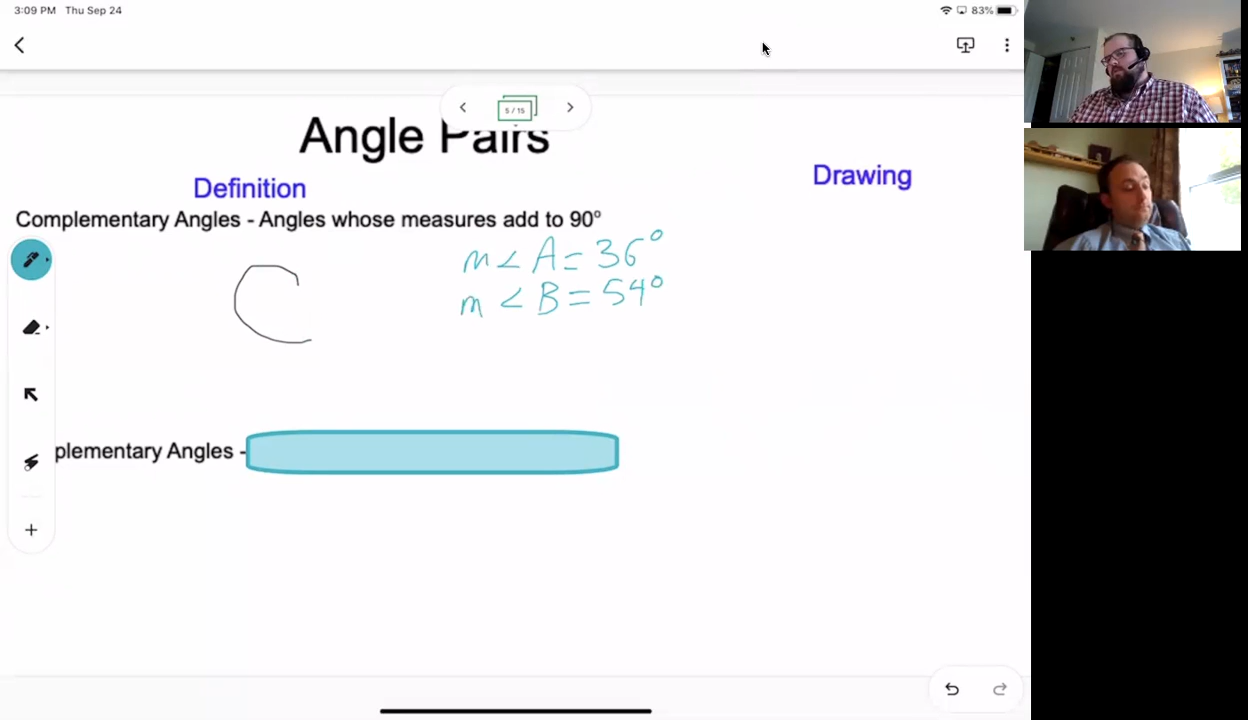 3:09 PM Thu Sep 24
83%
5 / 15
Angle Pairs
Definition
Drawing
Complementary Angles - Angles whose measures add to 90°
m < A = 36°
m < B = 54°
C
plementary Angles -